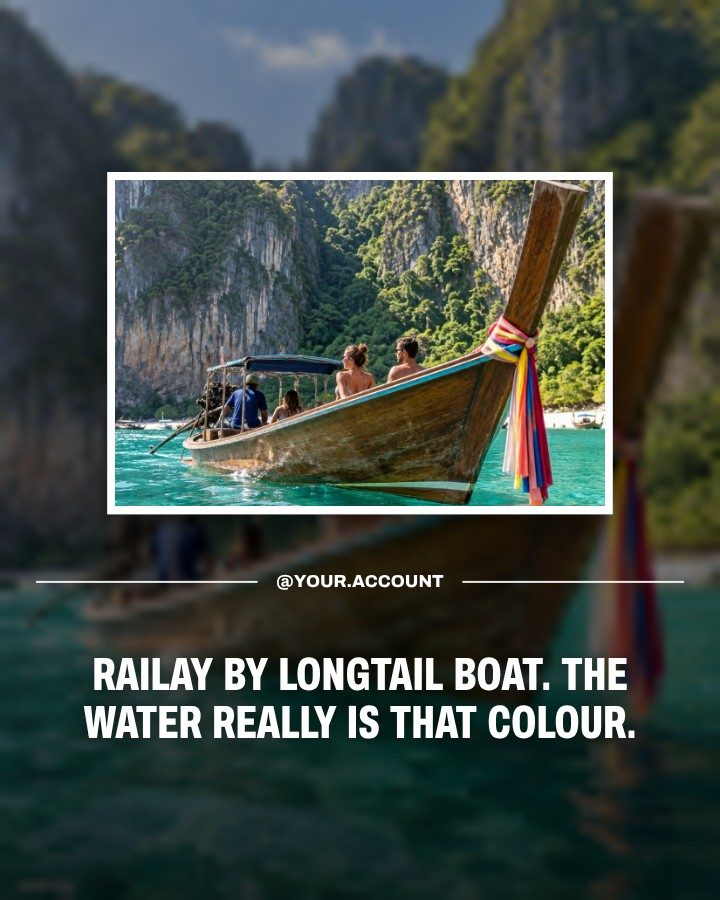 @YOUR.ACCOUNT
RAILAY BY LONGTAIL BOAT. THE
WATER REALLY IS THAT COLOUR.